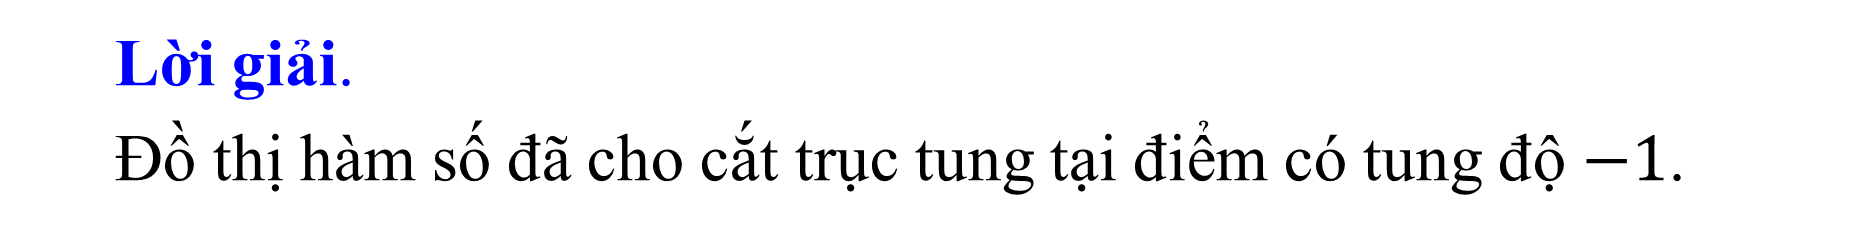 Lời giải.
Đồ thị hàm số đã cho cắt trục tung tại điểm có tung độ −1.